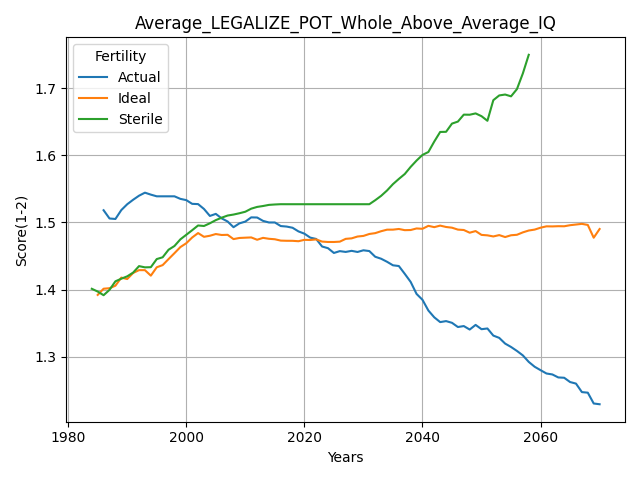 Average_LEGALIZE_POT_Whole_Above_Average_IQ
Fertility
Actual
Ideal
Sterile
Score(1-2)
1.7
1.6
1.5
1.4
1.3
1980
2000
2020
2040
2060
Years